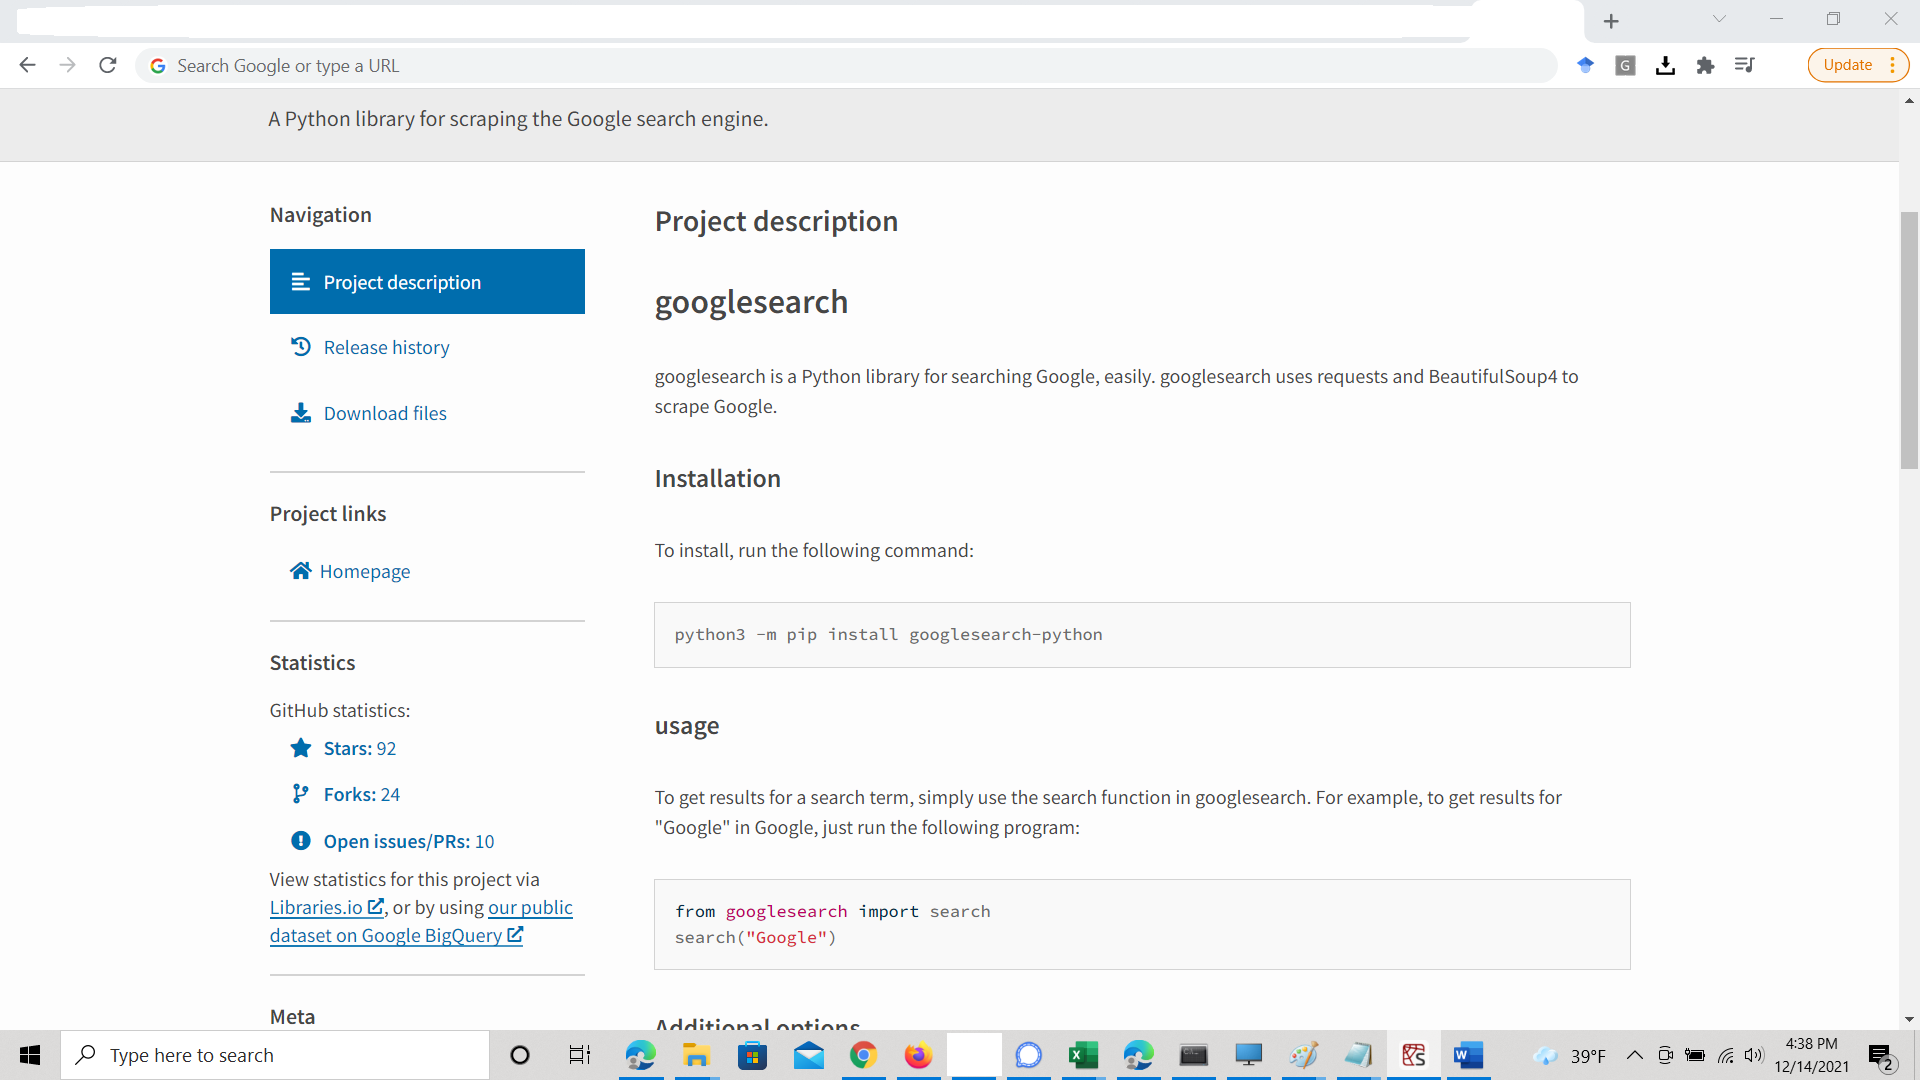 Search Google or type a URL
G
Update
A Python library for scraping the Google search engine.
Navigation
Project description
Release history
Download files
Project links
Homepage
Statistics
GitHub statistics:
Stars: 92
Forks: 24
Open issues/PRs: 10
View statistics for this project via
Libraries.io, or by using our public
dataset on Google BigQuery
Meta
Project description
googlesearch
googlesearch is a Python library for searching Google, easily. googlesearch uses requests and BeautifulSoup4 to
scrape Google.
Installation
To install, run the following command:
python3 -m pip install googlesearch-python
usage
To get results for a search term, simply use the search function in googlesearch. For example, to get results for
"Google" in Google, just run the following program:
from googlesearch import search
search("Google")
Additional options
Type here to search
39°F
4:38 PM
12/14/2021
2